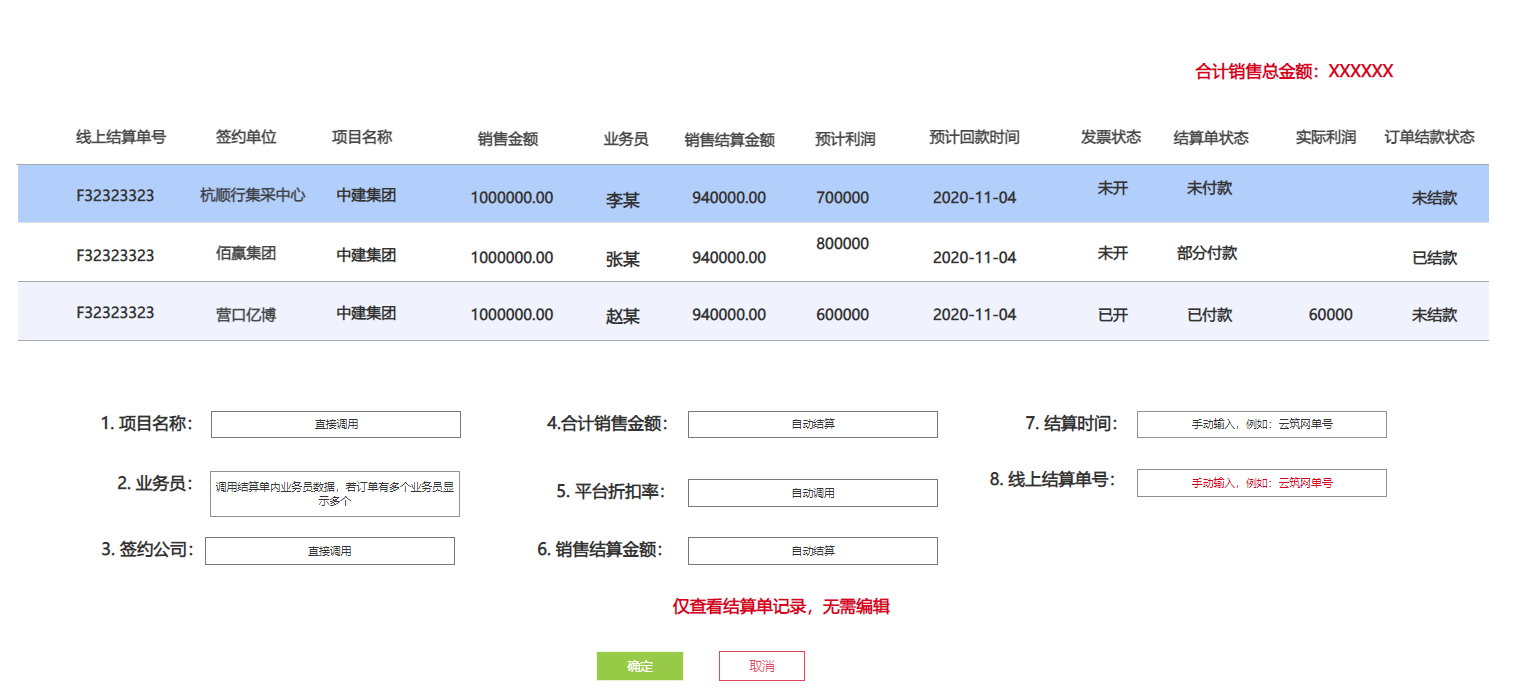 合计销售总金额：XXXXXX
线上结算单号 签约单位 项目名称 销售金额 业务员 销售结算金额 预计利润 预计回款时间 发票状态 结算单状态 实际利润 订单结款状态
F32323323 杭顺行集采中心 中建集团 1000000.00 李某 940000.00 700000 2020-11-04 未开 未付款 未结款
F32323323 佰赢集团 中建集团 1000000.00 张某 940000.00 800000 2020-11-04 未开 部分付款 已结款
F32323323 营口亿博 中建集团 1000000.00 赵某 940000.00 600000 2020-11-04 已开 已付款 60000 未结款
1. 项目名称： 直接调用
2. 业务员： 调用结算单内业务员数据，若订单有多个业务员显
示多个
3. 签约公司： 直接调用
4.合计销售金额： 自动结算
5. 平台折扣率： 自动调用
6. 销售结算金额： 自动结算
7. 结算时间： 手动输入，例如：云筑网单号
8. 线上结算单号： 手动输入，例如：云筑网单号
仅查看结算单记录，无需编辑
确定 取消